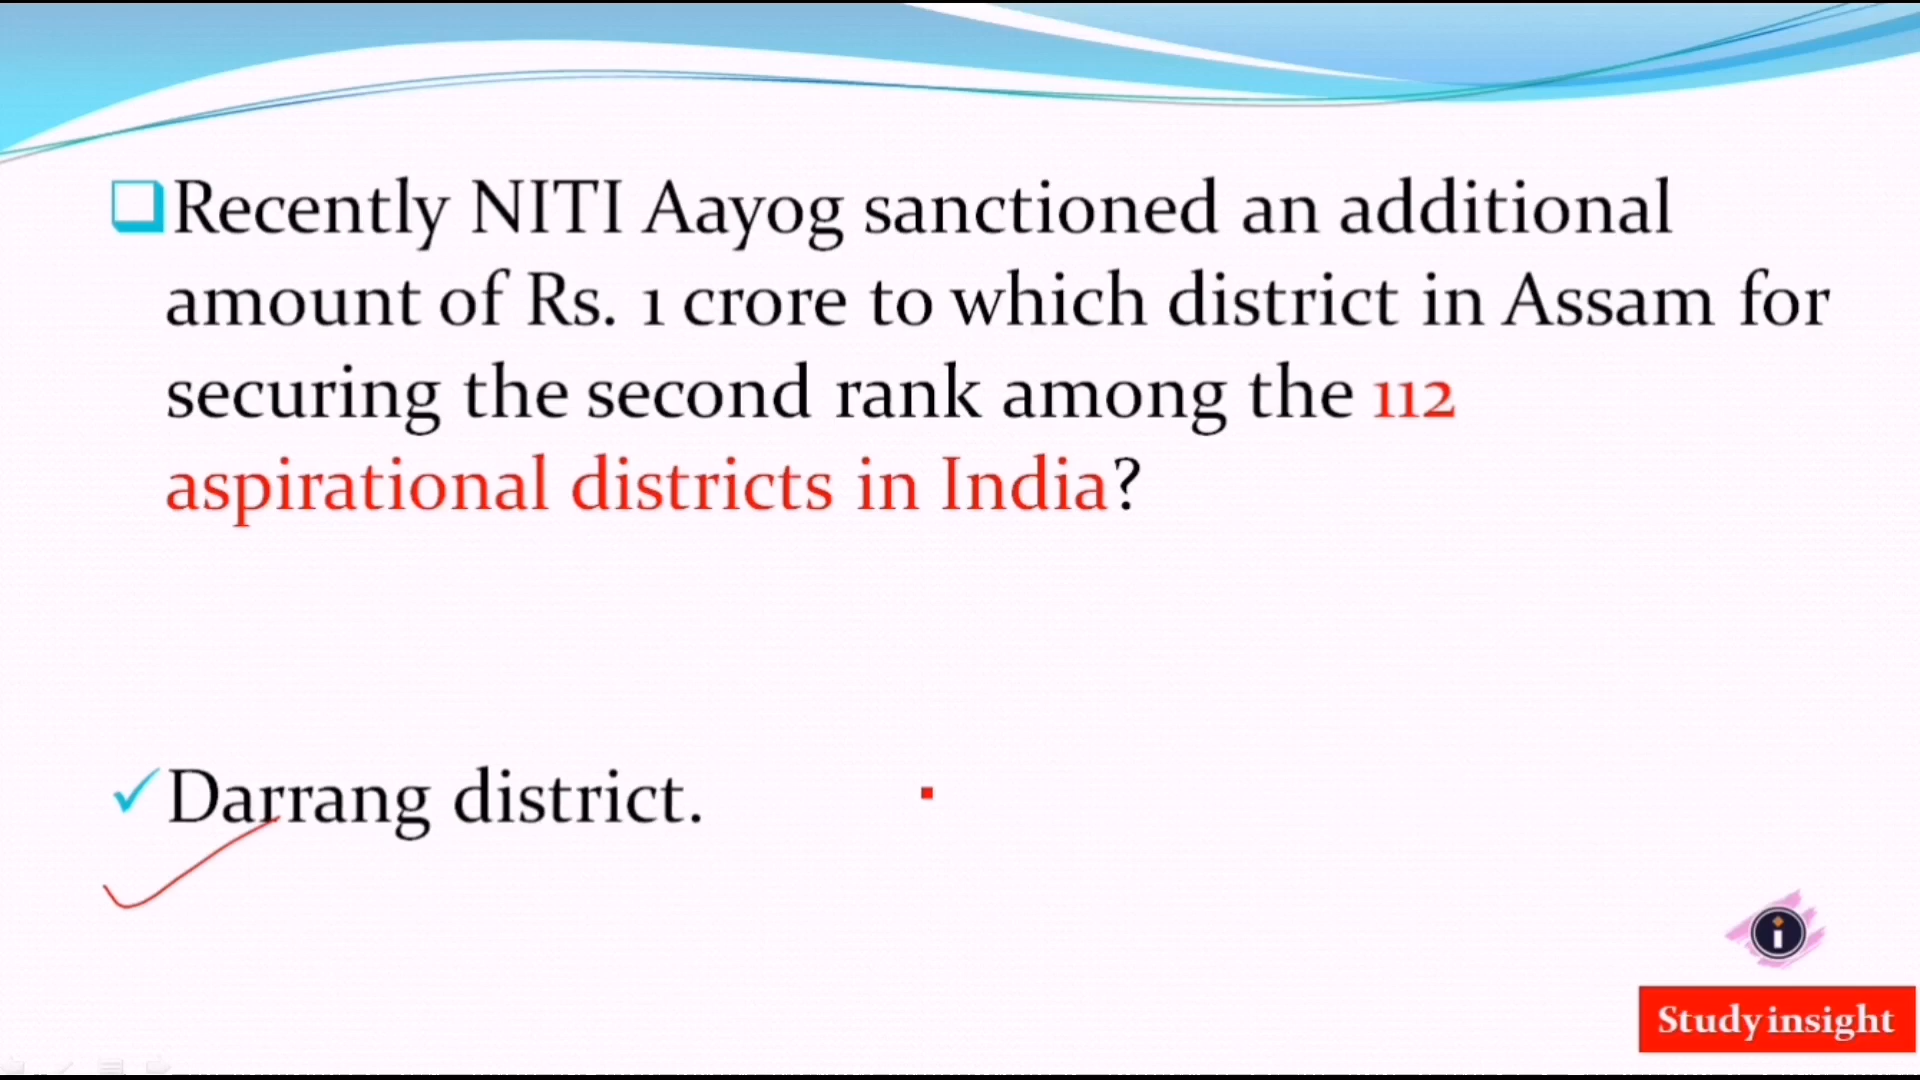 Recently NITI Aayog sanctioned an additional
amount of Rs. 1 crore to which district in Assam for
securing the second rank among the 112
aspirational districts in India?
Darrang district.
i
Study insight